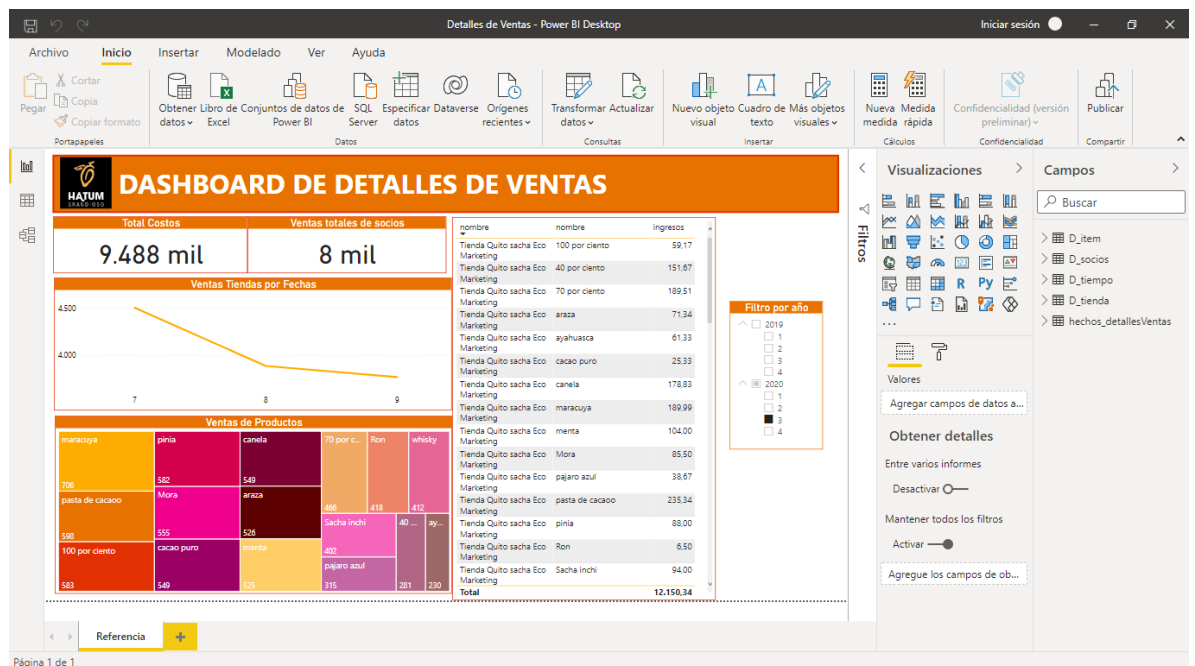 Detalles de Ventas - Power BI Desktop
Iniciar sesión
Archivo Inicio Insertar Modelado Ver Ayuda
Pegar
Cortar
Copia
Copiar formato
Obtener datos
Libro de Excel
Conjuntos de datos de Power BI
SQL Server
Especificar datos
Dataverse
Orígenes recientes
Transformar datos
Actualizar
Nuevo objeto visual
Cuadro de texto
Más objetos visuales
Nueva medida
Medida rápida
Confidencialidad (versión preliminar)
Publicar
Portapapeles
Datos
Consultas
Insertar
Cálculos
Confidencialidad
Compartir
HATUM
GRANDIOSO
DASHBOARD DE DETALLES DE VENTAS
Total Costos
9.488 mil
Ventas totales de socios
8 mil
Ventas Tiendas por Fechas
4.500
4.000
7 8 9
Ventas de Productos
maracuya
706
pasta de cacaoo
598
100 por ciento
583
pinia
582
Mora
555
cacao puro
549
canela
549
araza
526
menta
525
70 por c...
466
Ron
418
whisky
412
Sacha inchi
402
pajaro azul
315
40 ...
281
ay...
230
nombre nombre ingresos
Tienda Quito sacha Eco 100 por ciento 59,17
Marketing
Tienda Quito sacha Eco 40 por ciento 151,67
Marketing
Tienda Quito sacha Eco 70 por ciento 189,51
Marketing
Tienda Quito sacha Eco araza 71,34
Marketing
Tienda Quito sacha Eco ayahuasca 61,33
Marketing
Tienda Quito sacha Eco cacao puro 25,33
Marketing
Tienda Quito sacha Eco canela 178,83
Marketing
Tienda Quito sacha Eco maracuya 189,99
Marketing
Tienda Quito sacha Eco menta 104,00
Marketing
Tienda Quito sacha Eco Mora 85,50
Marketing
Tienda Quito sacha Eco pajaro azul 38,67
Marketing
Tienda Quito sacha Eco pasta de cacaoo 235,34
Marketing
Tienda Quito sacha Eco pinia 88,00
Marketing
Tienda Quito sacha Eco Ron 6,50
Marketing
Tienda Quito sacha Eco Sacha inchi 94,00
Marketing
Total 12.150,34
Filtro por año
2019
1
2
3
4
2020
1
2
3
4
Filtros
Visualizaciones
R Py
123
...
Valores
Agregar campos de datos a...
Obtener detalles
Entre varios informes
Desactivar
Mantener todos los filtros
Activar
Agregue los campos de ob...
Campos
Buscar
D_item
D_socios
D_tiempo
D_tienda
hechos_detallesVentas
Referencia
+
Página 1 de 1